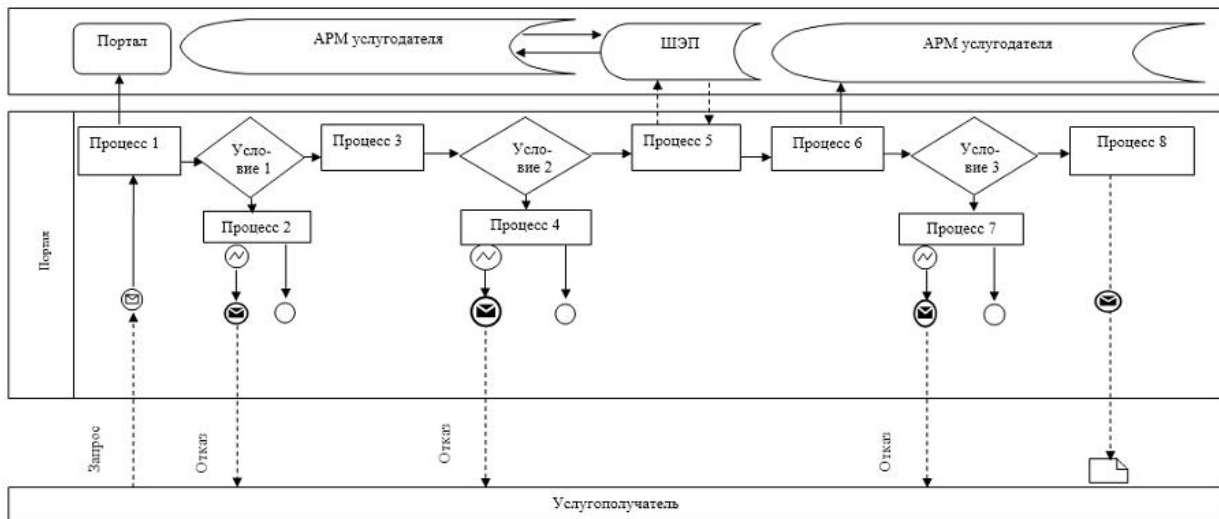 Портал
АРМ услугодателя
ШЭП
АРМ услугодателя
Портал
Процесс 1
Усло-
вие 1
Процесс 3
Усло-
вие 2
Процесс 5
Процесс 6
Усло-
вие 3
Процесс 8
Процесс 2
Процесс 4
Процесс 7
Запрос
Отказ
Отказ
Отказ
Услугополучатель